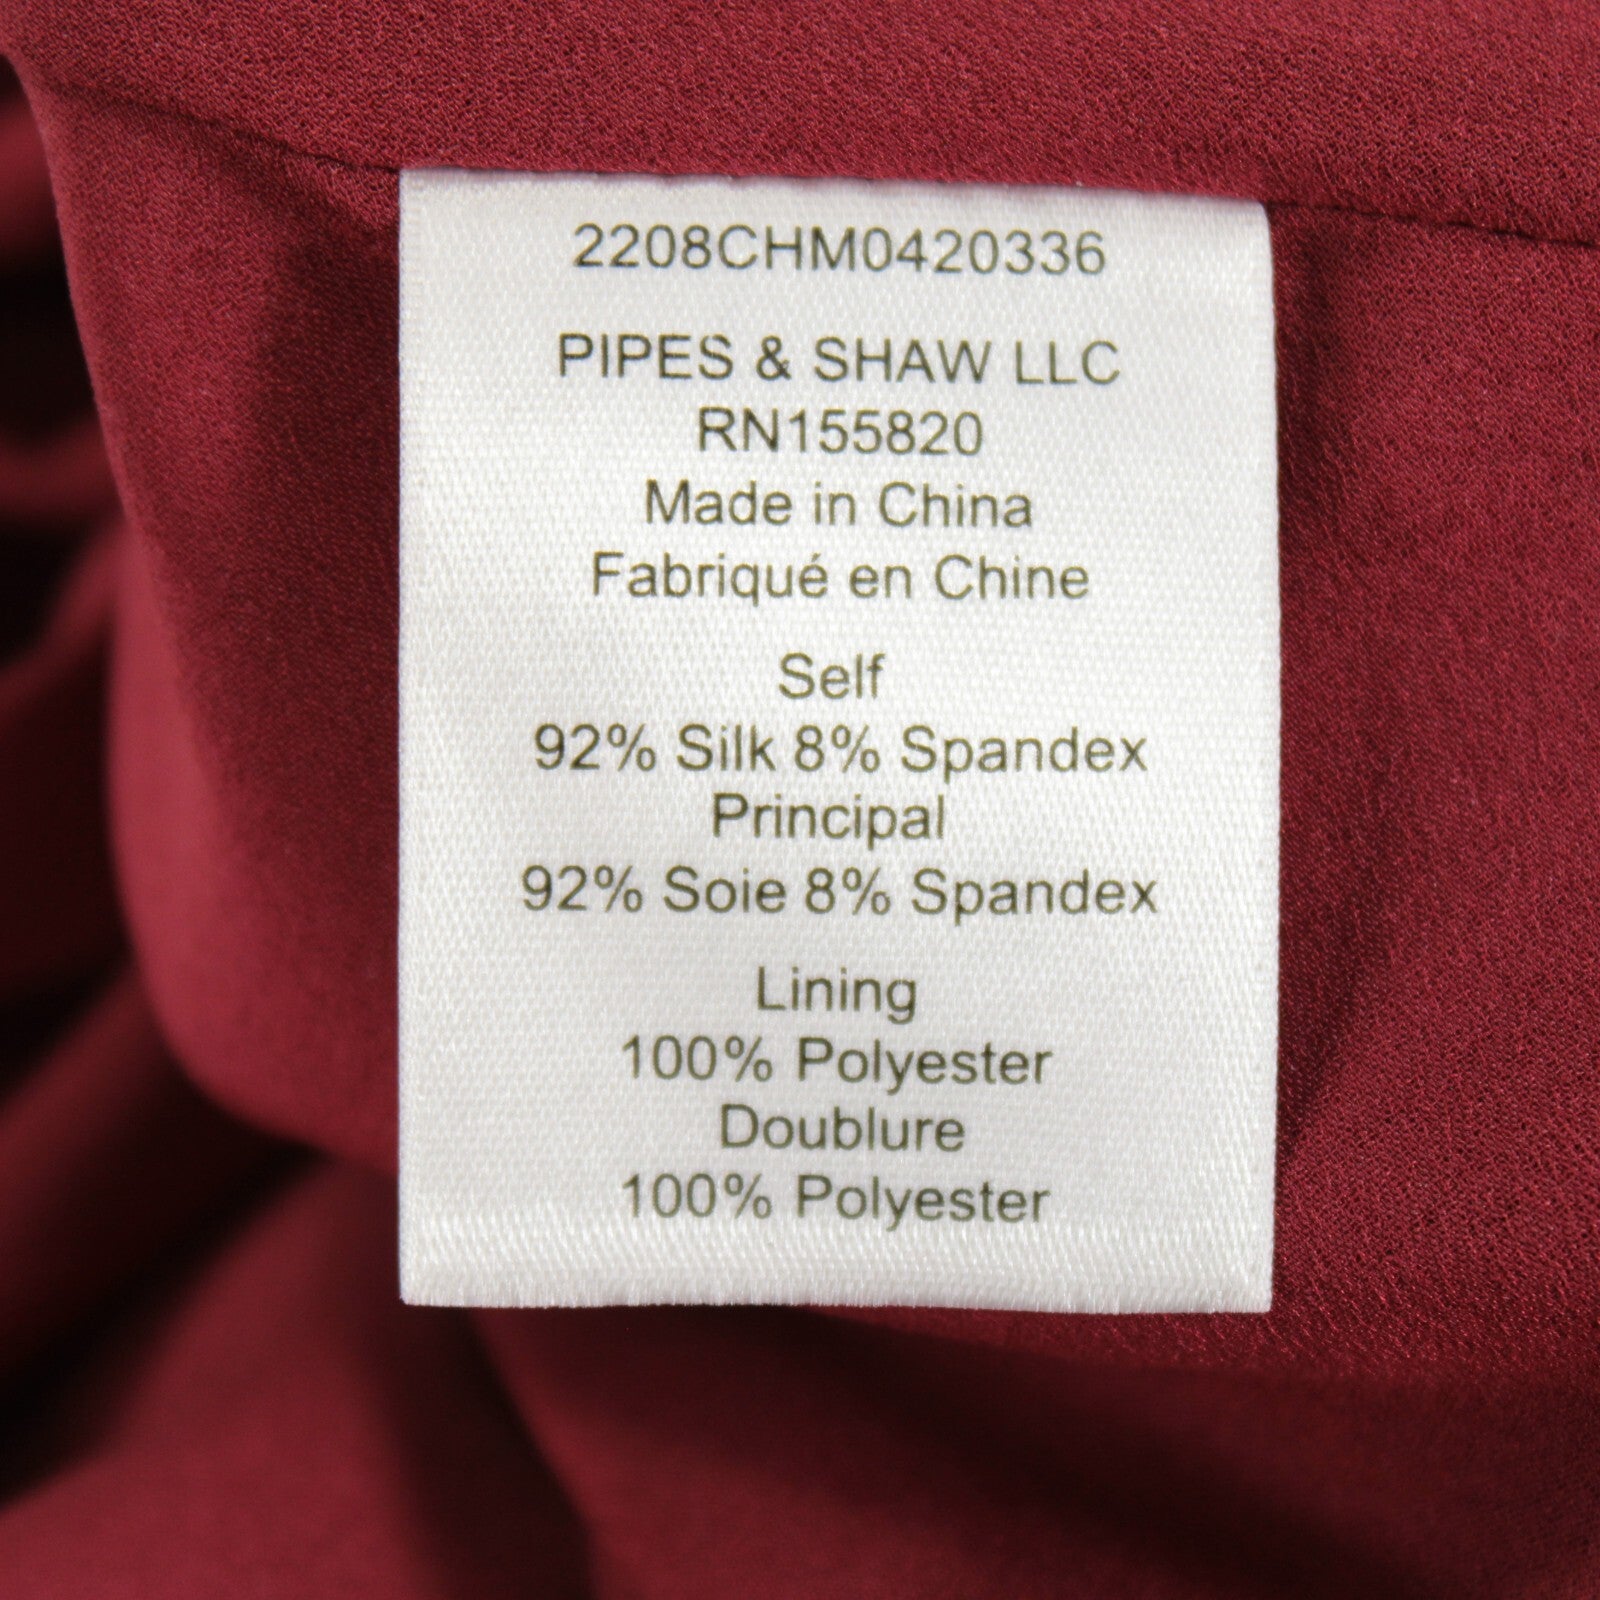 2208CHM0420336
PIPES & SHAW LLC
RN155820
Made in China
Fabriqué en Chine
Self
92% Silk 8% Spandex
Principal
92% Soie 8% Spandex
Lining
100% Polyester
Doublure
100% Polyester